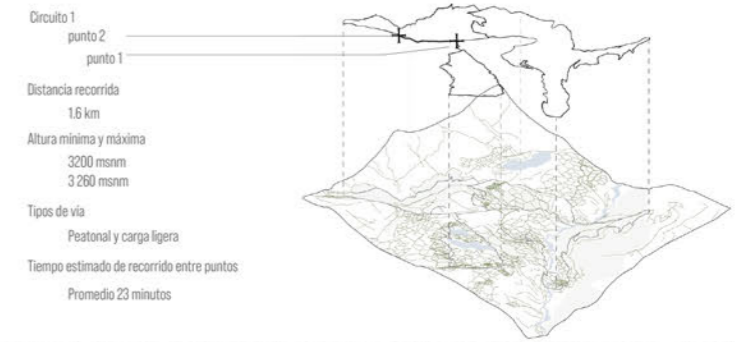 Circuito 1
punto 2
punto 1
Distancia recorrida
1.6 km
Altura mínima y máxima
3200 msnm
3 260 msnm
Tipos de vía
Peatonal y carga ligera
Tiempo estimado de recorrido entre puntos
Promedio 23 minutos